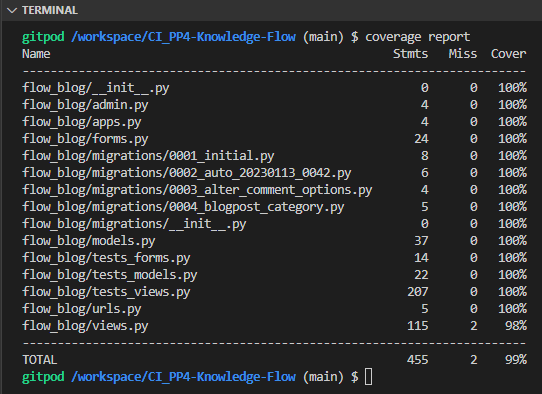 TERMINAL
gitpod /workspace/CI_PP4-Knowledge-Flow (main) $ coverage report
Name Stmts Miss Cover
----------------------------------------------------------------------
flow_blog/__init__.py 0 0 100%
flow_blog/admin.py 4 0 100%
flow_blog/apps.py 4 0 100%
flow_blog/forms.py 24 0 100%
flow_blog/migrations/0001_initial.py 8 0 100%
flow_blog/migrations/0002_auto_20230113_0042.py 6 0 100%
flow_blog/migrations/0003_alter_comment_options.py 4 0 100%
flow_blog/migrations/0004_blogpost_category.py 5 0 100%
flow_blog/migrations/__init__.py 0 0 100%
flow_blog/models.py 37 0 100%
flow_blog/tests_forms.py 14 0 100%
flow_blog/tests_models.py 22 0 100%
flow_blog/tests_views.py 207 0 100%
flow_blog/urls.py 5 0 100%
flow_blog/views.py 115 2 98%
----------------------------------------------------------------------
TOTAL 455 2 99%
gitpod /workspace/CI_PP4-Knowledge-Flow (main) $